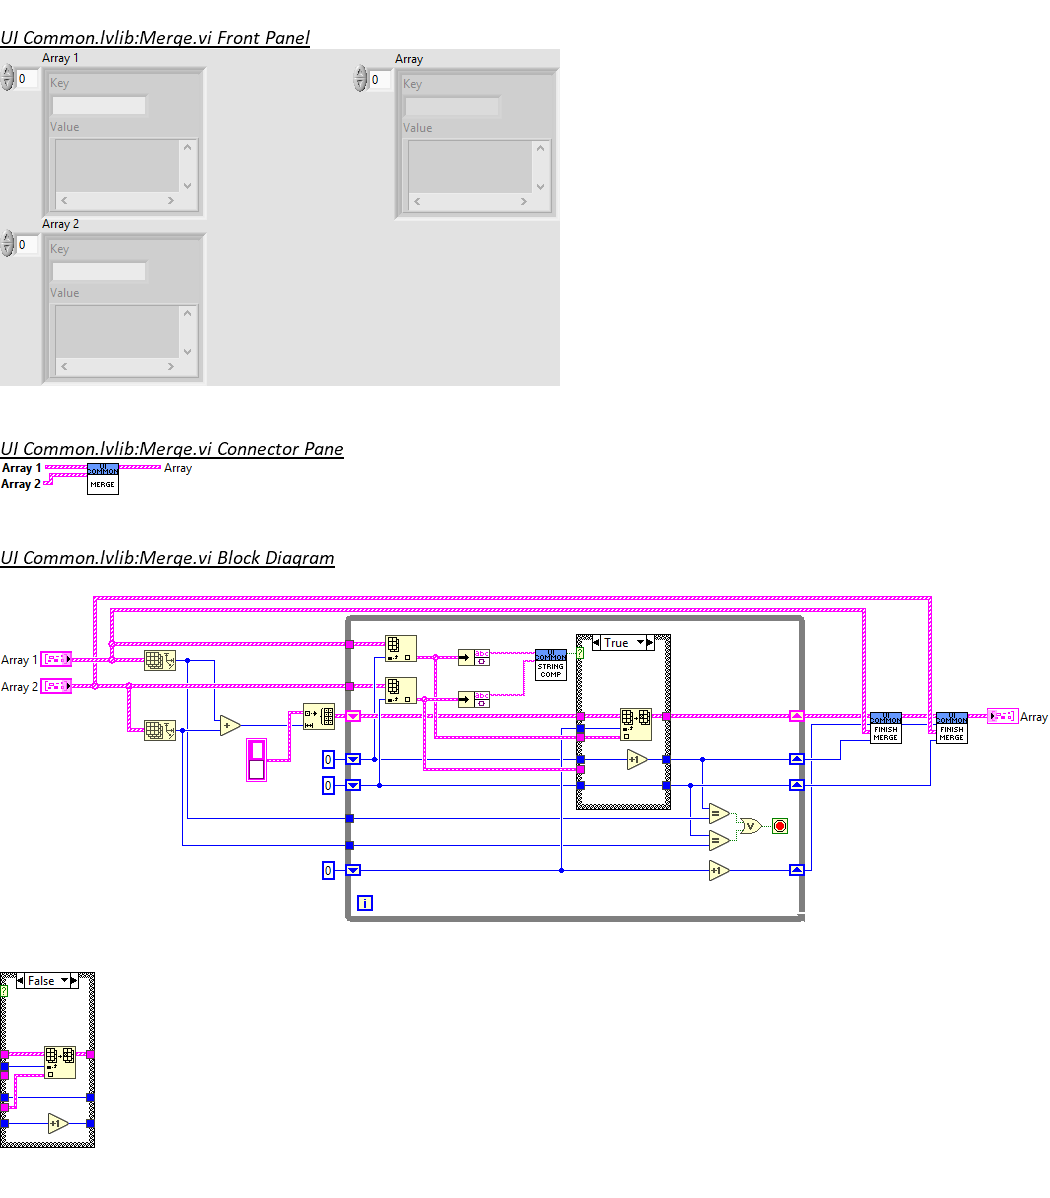 UI Common.lvlib:Merge.vi Front Panel
Array 1
Array
0
0
Key
Key
Value
Value
Array 2
0
Key
Value
UI Common.lvlib:Merge.vi Connector Pane
Array 1
UI COMMON
MERGE
Array
Array 2
UI Common.lvlib:Merge.vi Block Diagram
Array 1
Array 2
abc
abc
UI COMMON
STRING COMP
?
True
+
0
0
0
+1
=
=
V
+1
i
UI COMMON
FINISH MERGE
UI COMMON
FINISH MERGE
Array
False
?
+1